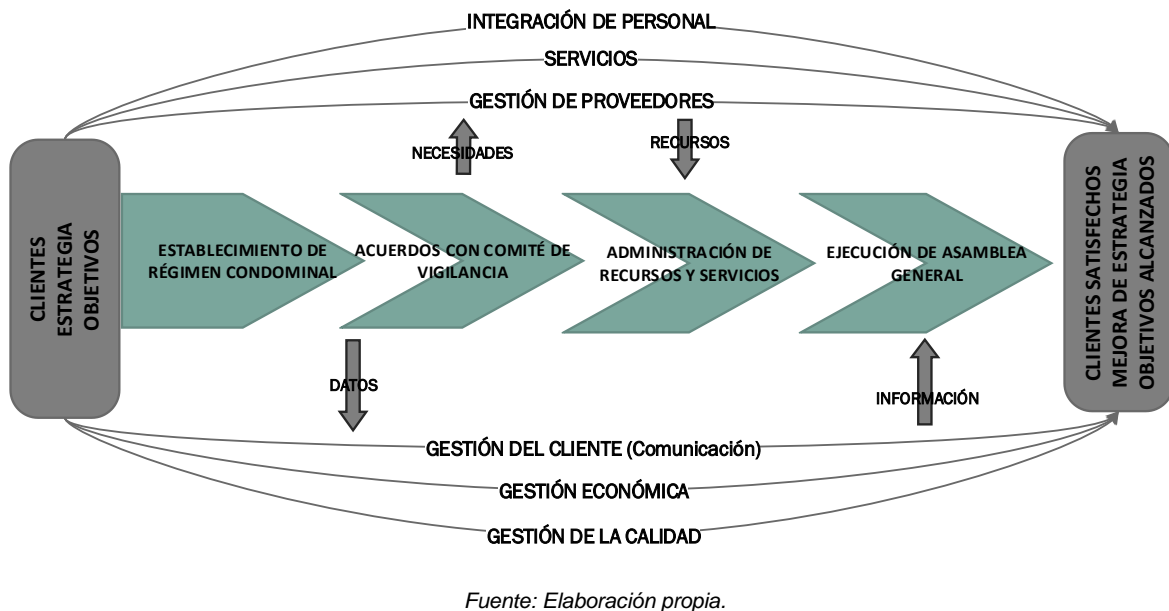 INTEGRACIÓN DE PERSONAL
SERVICIOS
GESTIÓN DE PROVEEDORES
NECESIDADES
RECURSOS
CLIENTES
ESTRATEGIA
OBJETIVOS
ESTABLECIMIENTO DE
RÉGIMEN CONDOMINAL
ACUERDOS CON COMITÉ DE
VIGILANCIA
ADMINISTRACIÓN DE
RECURSOS Y SERVICIOS
EJECUCIÓN DE ASAMBLEA
GENERAL
CLIENTES SATISFECHOS
MEJORA DE ESTRATEGIA
OBJETIVOS ALCANZADOS
DATOS
INFORMACIÓN
GESTIÓN DEL CLIENTE (Comunicación)
GESTIÓN ECONÓMICA
GESTIÓN DE LA CALIDAD
Fuente: Elaboración propia.